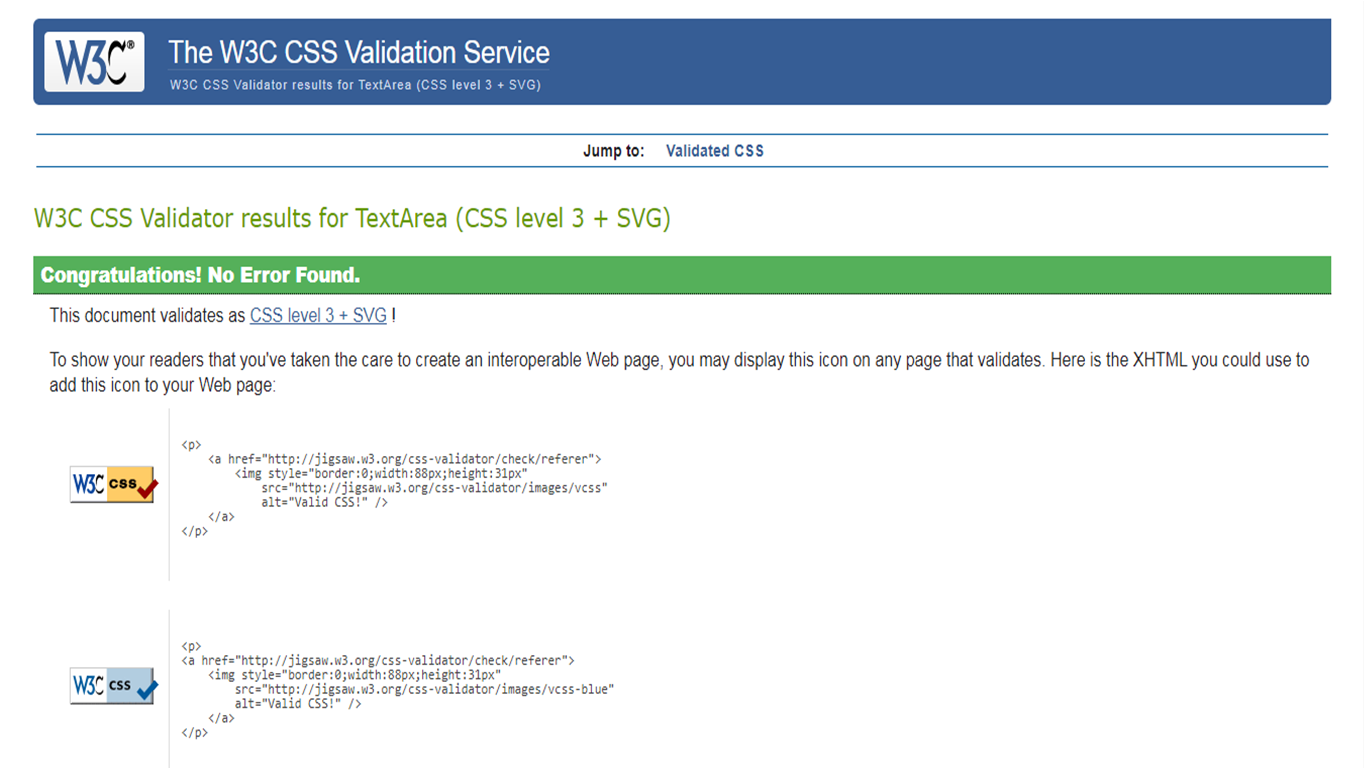 W3C®
The W3C CSS Validation Service
W3C CSS Validator results for TextArea (CSS level 3 + SVG)
Jump to: Validated CSS
W3C CSS Validator results for TextArea (CSS level 3 + SVG)
Congratulations! No Error Found.
This document validates as CSS level 3 + SVG !
To show your readers that you've taken the care to create an interoperable Web page, you may display this icon on any page that validates. Here is the XHTML you could use to
add this icon to your Web page:
W3C css
<p>
    <a href="http://jigsaw.w3.org/css-validator/check/referer">
        <img style="border:0;width:88px;height:31px"
            src="http://jigsaw.w3.org/css-validator/images/vcss"
            alt="Valid CSS!" />
    </a>
</p>
W3C css
<p>
<a href="http://jigsaw.w3.org/css-validator/check/referer">
    <img style="border:0;width:88px;height:31px"
        src="http://jigsaw.w3.org/css-validator/images/vcss-blue"
        alt="Valid CSS!" />
    </a>
</p>